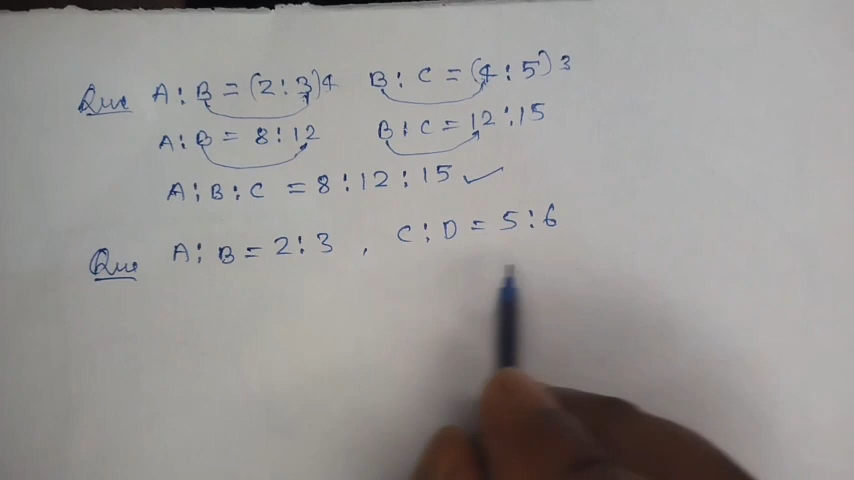 Que A:B = (2:3)4 B:C = (4:5)3
A:B = 8:12 B:C = 12:15
A:B:C = 8:12:15 ✓
Que A:B = 2:3 , C:D = 5:6